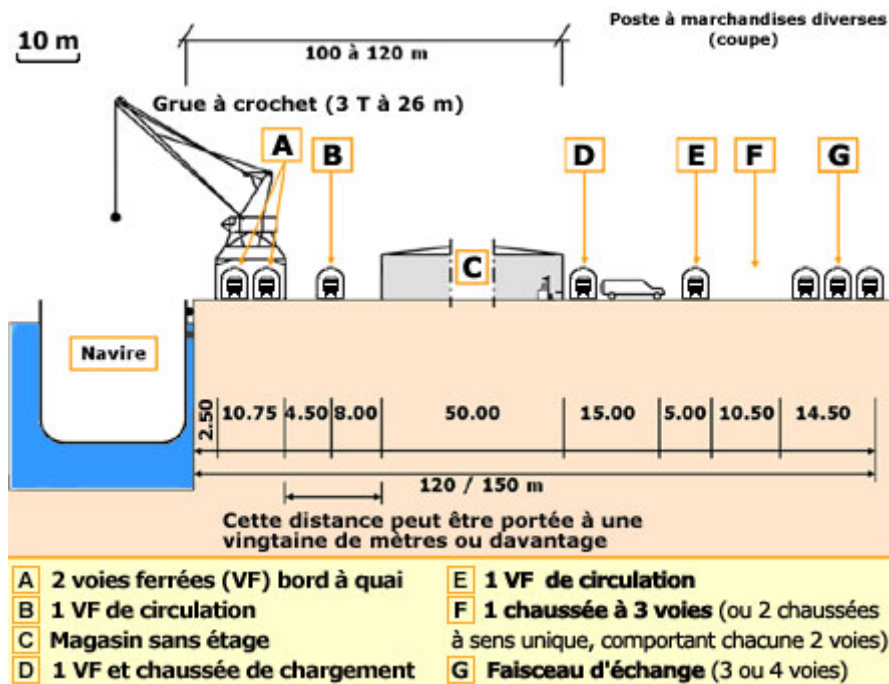 10 m
Poste à marchandises diverses
(coupe)
100 à 120 m
Grue à crochet (3 T à 26 m)
A
B
D
E
F
G
C
Navire
2.50
10.75
4.50
8.00
50.00
15.00
5.00
10.50
14.50
120 / 150 m
Cette distance peut être portée à une
vingtaine de mètres ou davantage
A 2 voies ferrées (VF) bord à quai
B 1 VF de circulation
C Magasin sans étage
D 1 VF et chaussée de chargement
E 1 VF de circulation
F 1 chaussée à 3 voies (ou 2 chaussées
à sens unique, comportant chacune 2 voies)
G Faisceau d'échange (3 ou 4 voies)